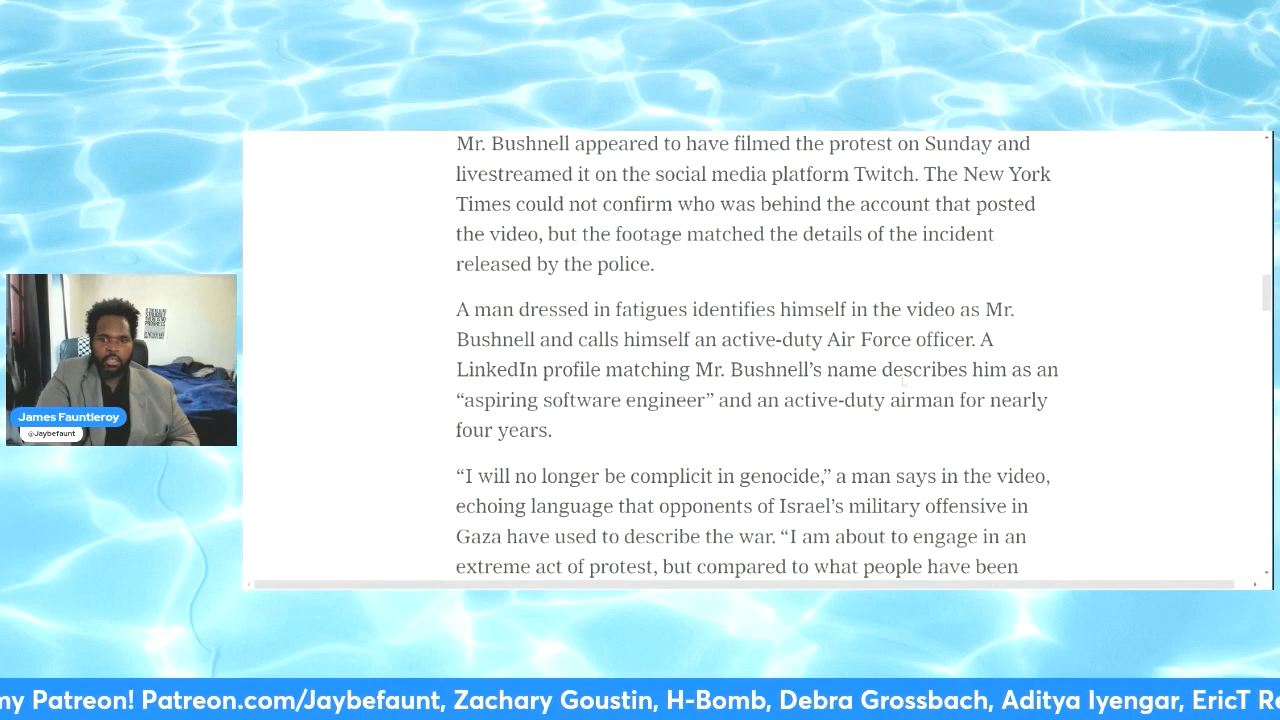 Mr. Bushnell appeared to have filmed the protest on Sunday and
livestreamed it on the social media platform Twitch. The New York
Times could not confirm who was behind the account that posted
the video, but the footage matched the details of the incident
released by the police.
A man dressed in fatigues identifies himself in the video as Mr.
Bushnell and calls himself an active-duty Air Force officer. A
LinkedIn profile matching Mr. Bushnell’s name describes him as an
“aspiring software engineer” and an active-duty airman for nearly
four years.
“I will no longer be complicit in genocide,” a man says in the video,
echoing language that opponents of Israel’s military offensive in
Gaza have used to describe the war. “I am about to engage in an
extreme act of protest, but compared to what people have been
James Fauntleroy
@Jaybefaunt
my Patreon! Patreon.com/Jaybefaunt, Zachary Goustin, H-Bomb, Debra Grossbach, Aditya Iyengar, EricT